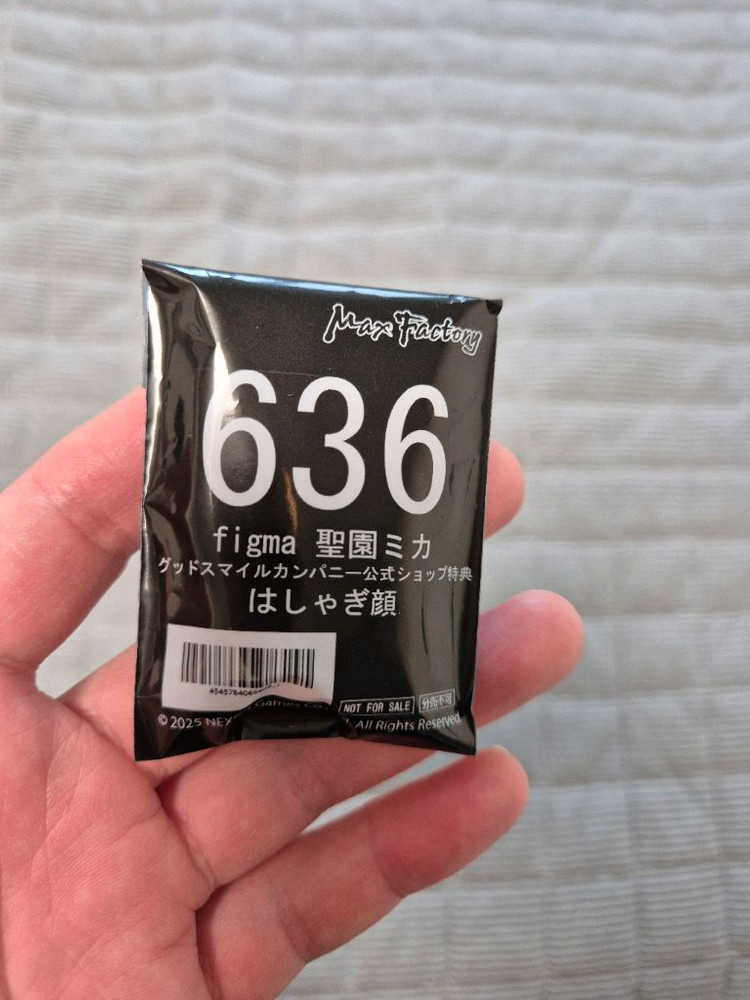 Max Factory
636
figma 聖園ミカ
グッドスマイルカンパニー公式ショップ特典
はしゃぎ顔
NOT FOR SALE 分売不可
© 2025 Games All Rights Reserved.